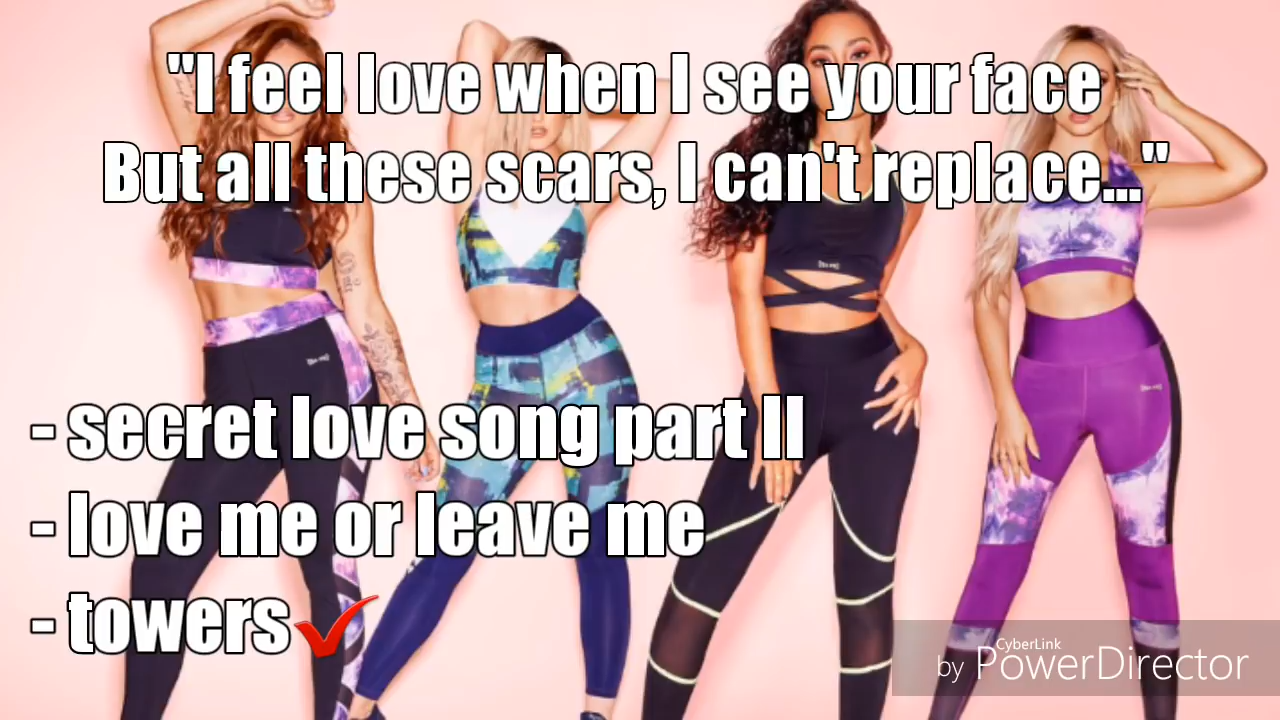 "I feel love when I see your face
But all these scars, I can't replace..."
- secret love song part II
- love me or leave me
- towers
CyberLink
by PowerDirector